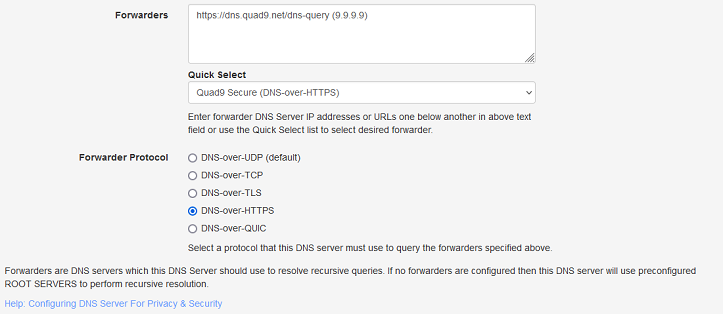 Forwarders
https://dns.quad9.net/dns-query (9.9.9.9)
Quick Select
Quad9 Secure (DNS-over-HTTPS)
Enter forwarder DNS Server IP addresses or URLs one below another in above text
field or use the Quick Select list to select desired forwarder.
Forwarder Protocol
DNS-over-UDP (default)
DNS-over-TCP
DNS-over-TLS
DNS-over-HTTPS
DNS-over-QUIC
Select a protocol that this DNS server must use to query the forwarders specified above.
Forwarders are DNS servers which this DNS Server should use to resolve recursive queries. If no forwarders are configured then this DNS server will use preconfigured
ROOT SERVERS to perform recursive resolution.
Help: Configuring DNS Server For Privacy & Security